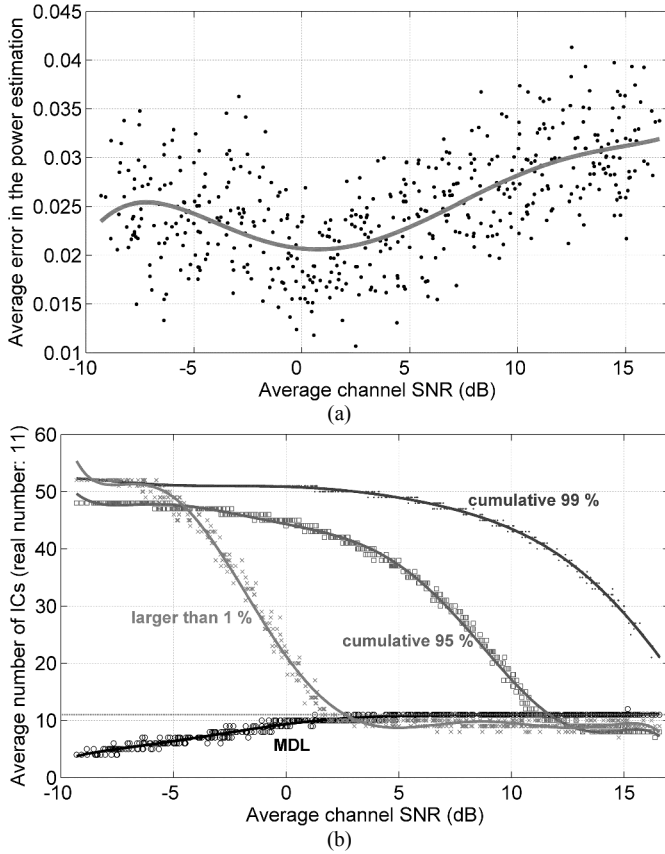 0.045
0.04
0.035
0.03
0.025
0.02
0.015
0.01
Average error in the power estimation
-10
-5
0
5
10
15
Average channel SNR (dB)
(a)
60
50
40
30
20
10
0
Average number of ICs (real number: 11)
cumulative 99 %
larger than 1 %
cumulative 95 %
MDL
-10
-5
0
5
10
15
Average channel SNR (dB)
(b)